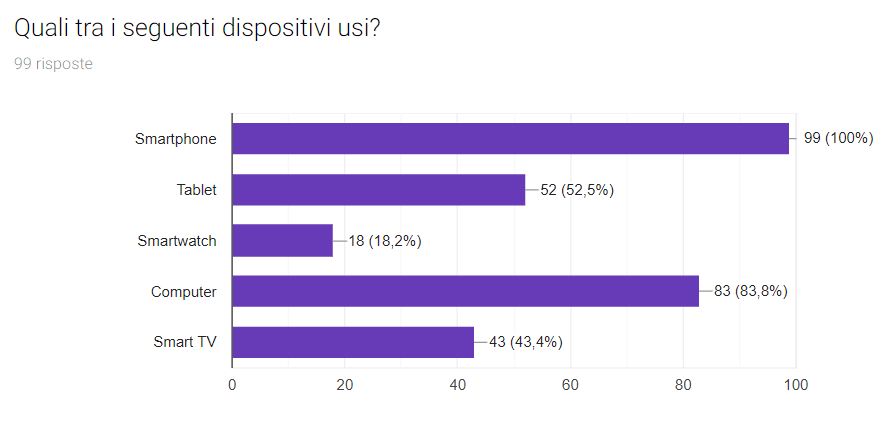 Quali tra i seguenti dispositivi usi?
99 risposte
Smartphone 99 (100%)
Tablet 52 (52,5%)
Smartwatch 18 (18,2%)
Computer 83 (83,8%)
Smart TV 43 (43,4%)
0 20 40 60 80 100